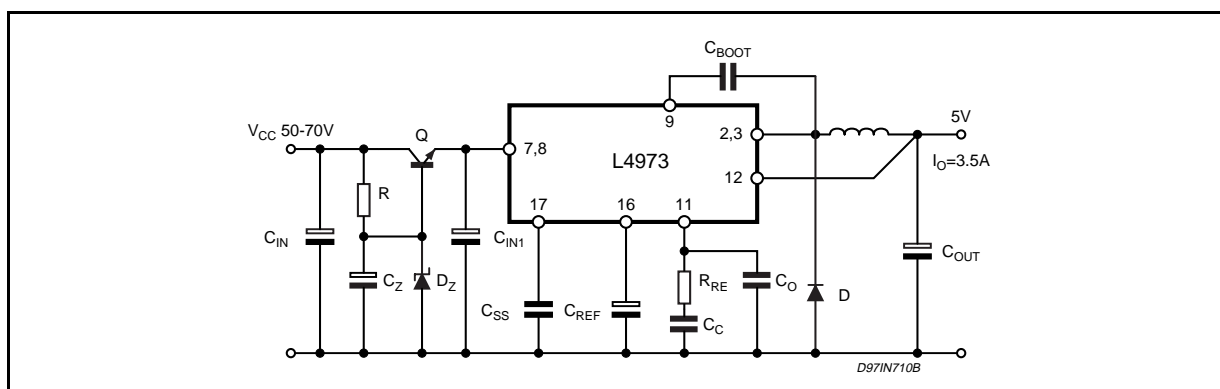 C_BOOT
V_CC 50-70V
Q
9
2,3
5V
7,8
L4973
R
12
I_O=3.5A
17
16
11
C_IN
C_IN1
C_Z
D_Z
R_RE
C_O
C_OUT
C_SS
C_REF
C_C
D
D97IN710B